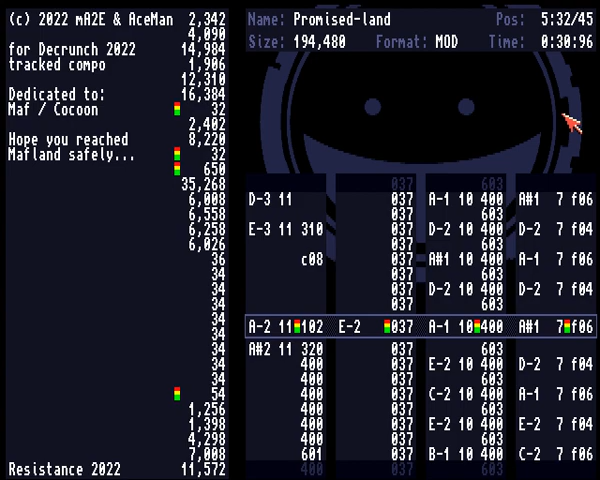 (c) 2022 mA2E & AceMan 2,342
4,090
for Decrunch 2022 14,984
tracked compo 1,906
12,310
Dedicated to: 16,384
Maf / Cocoon 32
2,402
Hope you reached 8,220
Mafland safely... 32
650
35,268
6,008
6,558
6,258
6,026
36
34
34
34
34
34
34
34
34
54
1,256
1,398
4,298
7,008
Resistance 2022 11,572
Name: Promised-land Pos: 5:32/45
Size: 194,480 Format: MOD Time: 0:30:96
037 603
D-3 11 037 A-1 10 400 A#1 7 f06
037 603
E-3 11 310 037 D-2 10 400 D-2 7 f04
037 603
c08 037 A#1 10 400 A-1 7 f06
037 603
037 D-2 10 400 D-2 7 f04
037 603
A-2 11 102 E-2 037 A-1 10 400 A#1 7 f06
A#2 11 320 037 603
400 037 E-2 10 400 D-2 7 f04
400 037 603
400 037 C-2 10 400 A-1 7 f06
400 037 603
400 037 E-2 10 400 E-2 7 f04
400 037 603
601 037 B-1 10 400 C-2 7 f06
400 037 603